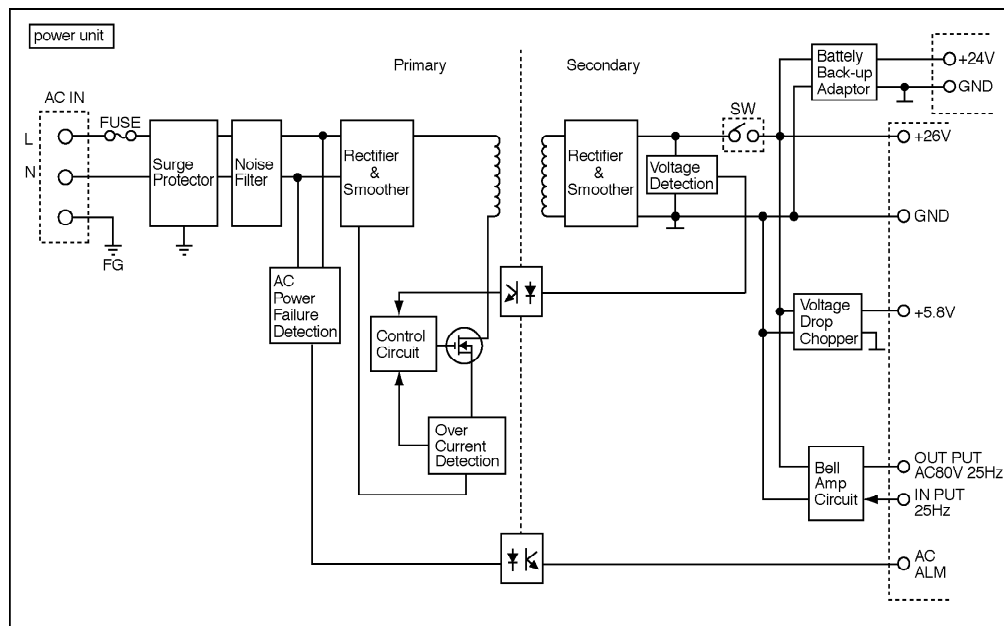 power unit
Primary
Secondary
Battely
Back-up
Adaptor
+24V
GND
AC IN
L
N
FUSE
FG
Surge
Protector
Noise
Filter
Rectifier
&
Smoother
Rectifier
&
Smoother
SW
Voltage
Detection
+26V
GND
AC
Power
Failure
Detection
Control
Circuit
Over
Current
Detection
Voltage
Drop
Chopper
+5.8V
Bell
Amp
Circuit
OUT PUT
AC80V 25Hz
IN PUT
25Hz
AC
ALM